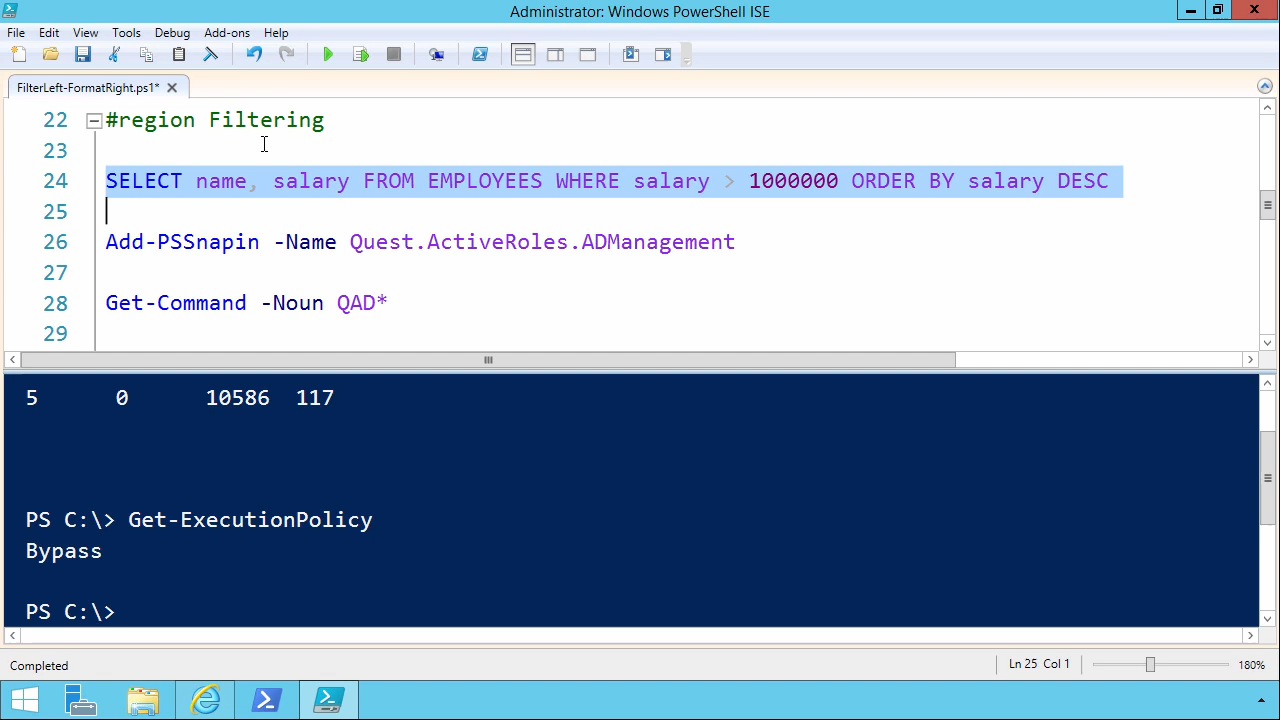 Administrator: Windows PowerShell ISE
File Edit View Tools Debug Add-ons Help
FilterLeft-FormatRight.ps1*
22 #region Filtering
23
24 SELECT name, salary FROM EMPLOYEES WHERE salary > 1000000 ORDER BY salary DESC
25
26 Add-PSSnapin -Name Quest.ActiveRoles.ADManagement
27
28 Get-Command -Noun QAD*
29
5 0 10586 117
PS C:\> Get-ExecutionPolicy
Bypass
PS C:\>
Completed Ln 25 Col 1 180%